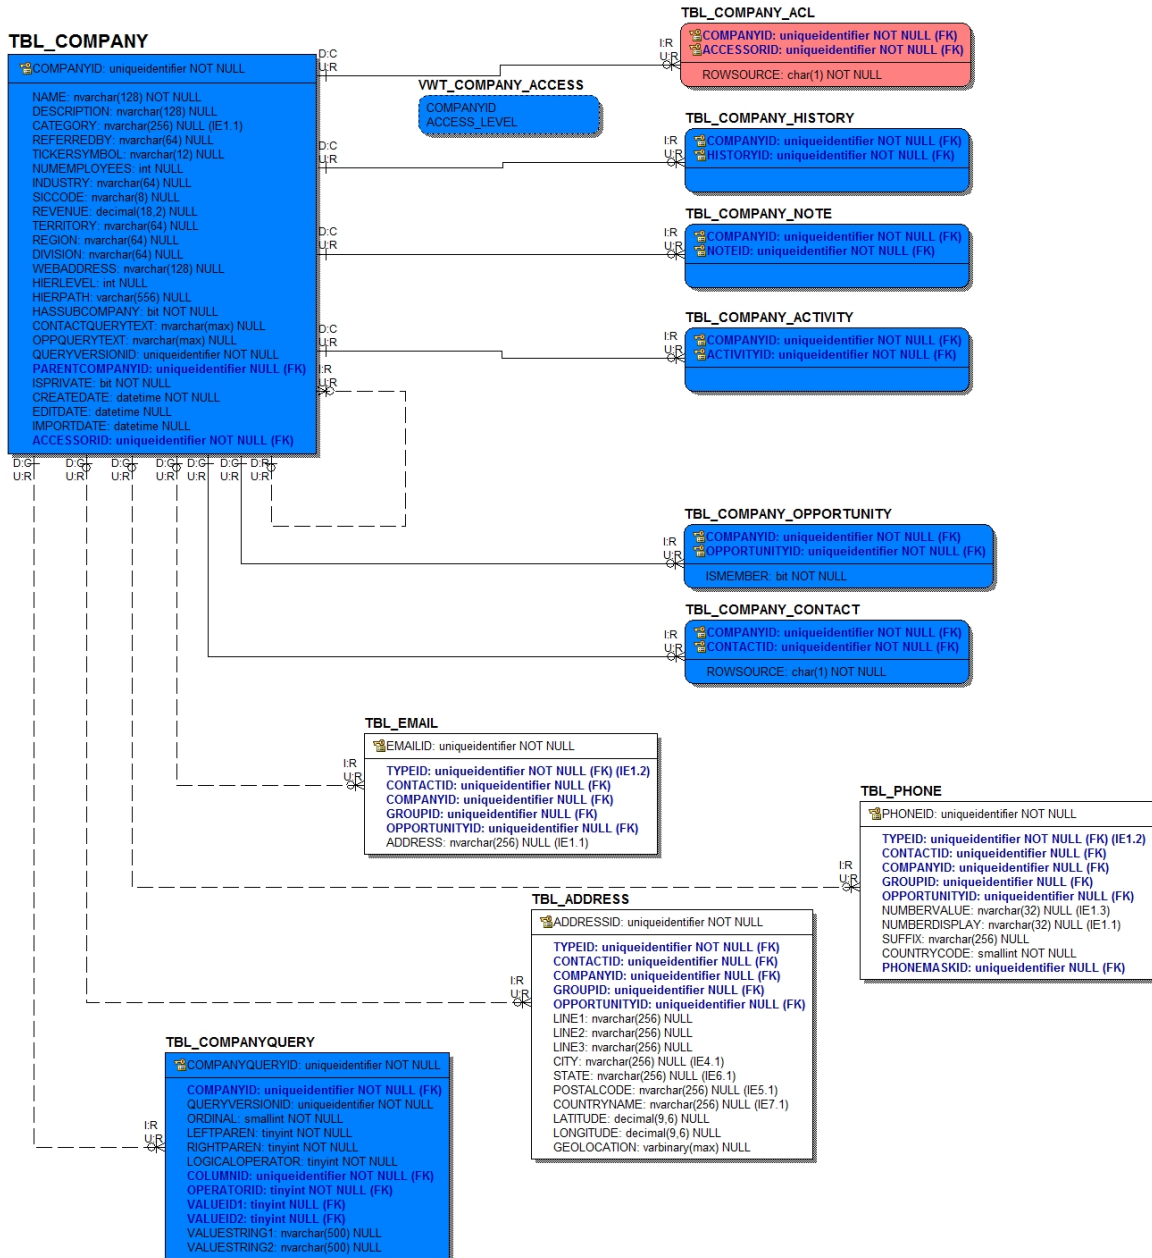 TBL_COMPANY
COMPANYID: uniqueidentifier NOT NULL
NAME: nvarchar(128) NOT NULL
DESCRIPTION: nvarchar(128) NULL
CATEGORY: nvarchar(256) NULL (IE1.1)
REFERREDBY: nvarchar(64) NULL
TICKERSYMBOL: nvarchar(12) NULL
NUMEMPLOYEES: int NULL
INDUSTRY: nvarchar(64) NULL
SICCODE: nvarchar(8) NULL
REVENUE: decimal(18,2) NULL
TERRITORY: nvarchar(64) NULL
REGION: nvarchar(64) NULL
DIVISION: nvarchar(64) NULL
WEBADDRESS: nvarchar(128) NULL
HIERLEVEL: int NULL
HIERPATH: varchar(556) NULL
HASSUBCOMPANY: bit NOT NULL
CONTACTQUERYTEXT: nvarchar(max) NULL
OPPQUERYTEXT: nvarchar(max) NULL
QUERYVERSIONID: uniqueidentifier NOT NULL
PARENTCOMPANYID: uniqueidentifier NULL (FK)
ISPRIVATE: bit NOT NULL
CREATEDATE: datetime NOT NULL
EDITDATE: datetime NULL
IMPORTDATE: datetime NULL
ACCESSORID: uniqueidentifier NOT NULL (FK)
D:C
U:R
D:C
U:R
D:C
U:R
D:C
U:R
I:R
U:R
D:C
U:R
D:C
U:R
D:C
U:R
D:C
U:R
D:C
U:R
D:C
U:R
D:R
U:R
VWT_COMPANY_ACCESS
COMPANYID
ACCESS_LEVEL
TBL_COMPANY_ACL
I:R
U:R
COMPANYID: uniqueidentifier NOT NULL (FK)
ACCESSORID: uniqueidentifier NOT NULL (FK)
ROWSOURCE: char(1) NOT NULL
TBL_COMPANY_HISTORY
I:R
U:R
COMPANYID: uniqueidentifier NOT NULL (FK)
HISTORYID: uniqueidentifier NOT NULL (FK)
TBL_COMPANY_NOTE
I:R
U:R
COMPANYID: uniqueidentifier NOT NULL (FK)
NOTEID: uniqueidentifier NOT NULL (FK)
TBL_COMPANY_ACTIVITY
I:R
U:R
COMPANYID: uniqueidentifier NOT NULL (FK)
ACTIVITYID: uniqueidentifier NOT NULL (FK)
TBL_COMPANY_OPPORTUNITY
I:R
U:R
COMPANYID: uniqueidentifier NOT NULL (FK)
OPPORTUNITYID: uniqueidentifier NOT NULL (FK)
ISMEMBER: bit NOT NULL
TBL_COMPANY_CONTACT
I:R
U:R
COMPANYID: uniqueidentifier NOT NULL (FK)
CONTACTID: uniqueidentifier NOT NULL (FK)
ROWSOURCE: char(1) NOT NULL
TBL_EMAIL
I:R
U:R
EMAILID: uniqueidentifier NOT NULL
TYPEID: uniqueidentifier NOT NULL (FK) (IE1.2)
CONTACTID: uniqueidentifier NULL (FK)
COMPANYID: uniqueidentifier NULL (FK)
GROUPID: uniqueidentifier NULL (FK)
OPPORTUNITYID: uniqueidentifier NULL (FK)
ADDRESS: nvarchar(256) NULL (IE1.1)
TBL_PHONE
I:R
U:R
PHONEID: uniqueidentifier NOT NULL
TYPEID: uniqueidentifier NOT NULL (FK) (IE1.2)
CONTACTID: uniqueidentifier NULL (FK)
COMPANYID: uniqueidentifier NULL (FK)
GROUPID: uniqueidentifier NULL (FK)
OPPORTUNITYID: uniqueidentifier NULL (FK)
NUMBERVALUE: nvarchar(32) NULL (IE1.3)
NUMBERDISPLAY: nvarchar(32) NULL (IE1.1)
SUFFIX: nvarchar(256) NULL
COUNTRYCODE: smallint NOT NULL
PHONEMASKID: uniqueidentifier NULL (FK)
TBL_ADDRESS
I:R
U:R
ADDRESSID: uniqueidentifier NOT NULL
TYPEID: uniqueidentifier NOT NULL (FK)
CONTACTID: uniqueidentifier NULL (FK)
COMPANYID: uniqueidentifier NULL (FK)
GROUPID: uniqueidentifier NULL (FK)
OPPORTUNITYID: uniqueidentifier NULL (FK)
LINE1: nvarchar(256) NULL
LINE2: nvarchar(256) NULL
LINE3: nvarchar(256) NULL
CITY: nvarchar(256) NULL (IE4.1)
STATE: nvarchar(256) NULL (IE6.1)
POSTALCODE: nvarchar(256) NULL (IE5.1)
COUNTRYNAME: nvarchar(256) NULL (IE7.1)
LATITUDE: decimal(9,6) NULL
LONGITUDE: decimal(9,6) NULL
GEOLOCATION: varbinary(max) NULL
TBL_COMPANYQUERY
I:R
U:R
COMPANYQUERYID: uniqueidentifier NOT NULL
COMPANYID: uniqueidentifier NOT NULL (FK)
QUERYVERSIONID: uniqueidentifier NOT NULL
ORDINAL: smallint NOT NULL
LEFTPAREN: tinyint NOT NULL
RIGHTPAREN: tinyint NOT NULL
LOGICALOPERATOR: tinyint NOT NULL
COLUMNID: uniqueidentifier NOT NULL (FK)
OPERATORID: tinyint NOT NULL (FK)
VALUEID1: tinyint NULL (FK)
VALUEID2: tinyint NULL (FK)
VALUESTRING1: nvarchar(500) NULL
VALUESTRING2: nvarchar(500) NULL